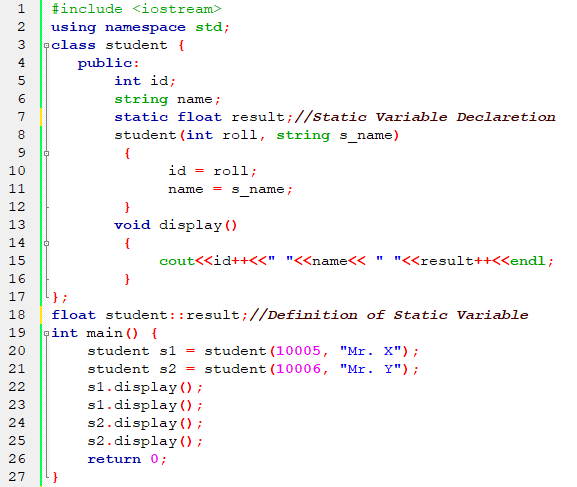 1 #include <iostream>
2 using namespace std;
3 class student {
4 public:
5 int id;
6 string name;
7 static float result;//Static Variable Declaretion
8 student(int roll, string s_name)
9 {
10 id = roll;
11 name = s_name;
12 }
13 void display()
14 {
15 cout<<id++<<" "<<name<< " "<<result++<<endl;
16 }
17 };
18 float student::result;//Definition of Static Variable
19 int main() {
20 student s1 = student(10005, "Mr. X");
21 student s2 = student(10006, "Mr. Y");
22 s1.display();
23 s1.display();
24 s2.display();
25 s2.display();
26 return 0;
27 }